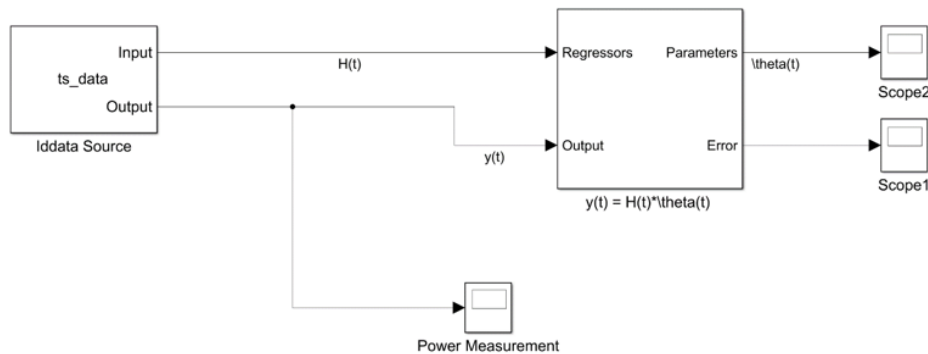 Input
ts_data
Output
Iddata Source
H(t)
y(t)
Regressors
Parameters
Output
Error
y(t) = H(t)*\theta(t)
\theta(t)
Scope2
Scope1
Power Measurement